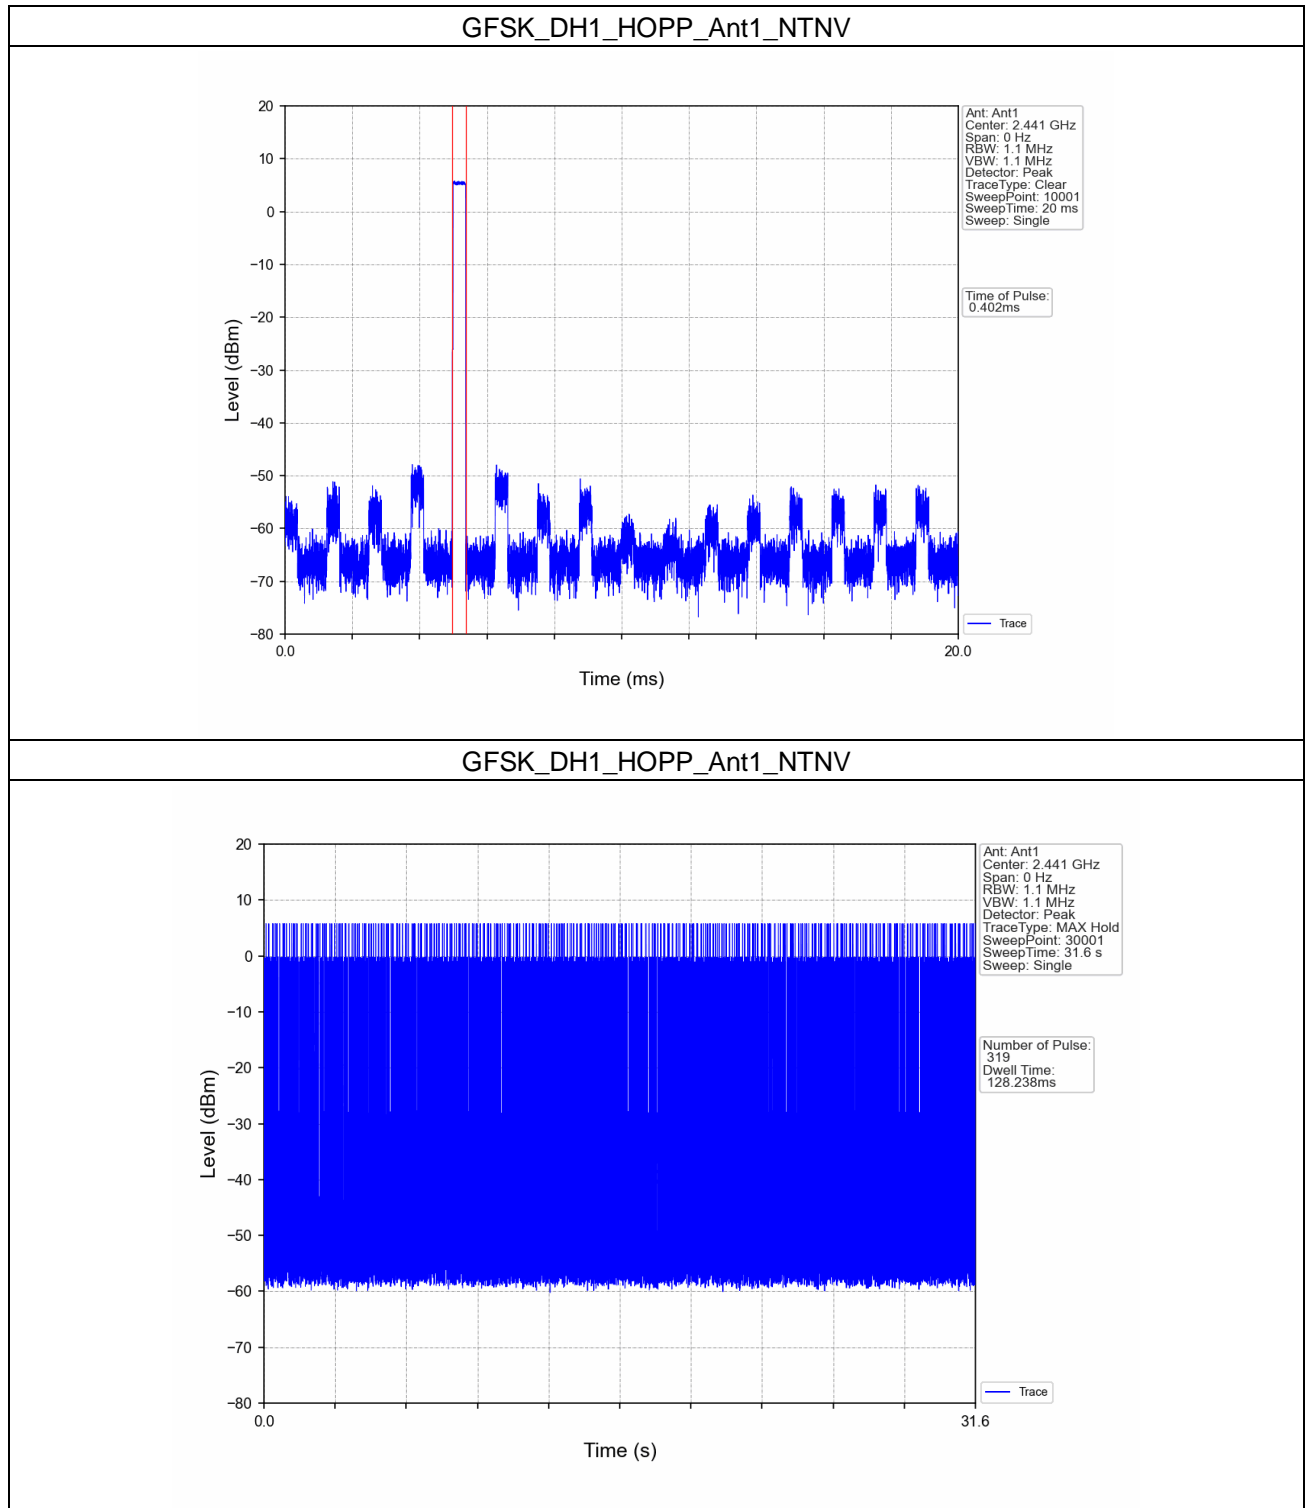 GFSK_DH1_HOPP_Ant1_NTNV
20
10
0
−10
−20
−30
−40
−50
−60
−70
−80
Level (dBm)
0.0
20.0
Time (ms)
Ant: Ant1
Center: 2.441 GHz
Span: 0 Hz
RBW: 1.1 MHz
VBW: 1.1 MHz
Detector: Peak
TraceType: Clear
SweepPoint: 10001
SweepTime: 20 ms
Sweep: Single
Time of Pulse:
0.402ms
Trace
GFSK_DH1_HOPP_Ant1_NTNV
20
10
0
−10
−20
−30
−40
−50
−60
−70
−80
Level (dBm)
0.0
31.6
Time (s)
Ant: Ant1
Center: 2.441 GHz
Span: 0 Hz
RBW: 1.1 MHz
VBW: 1.1 MHz
Detector: Peak
TraceType: MAX Hold
SweepPoint: 30001
SweepTime: 31.6 s
Sweep: Single
Number of Pulse:
319
Dwell Time:
128.238ms
Trace